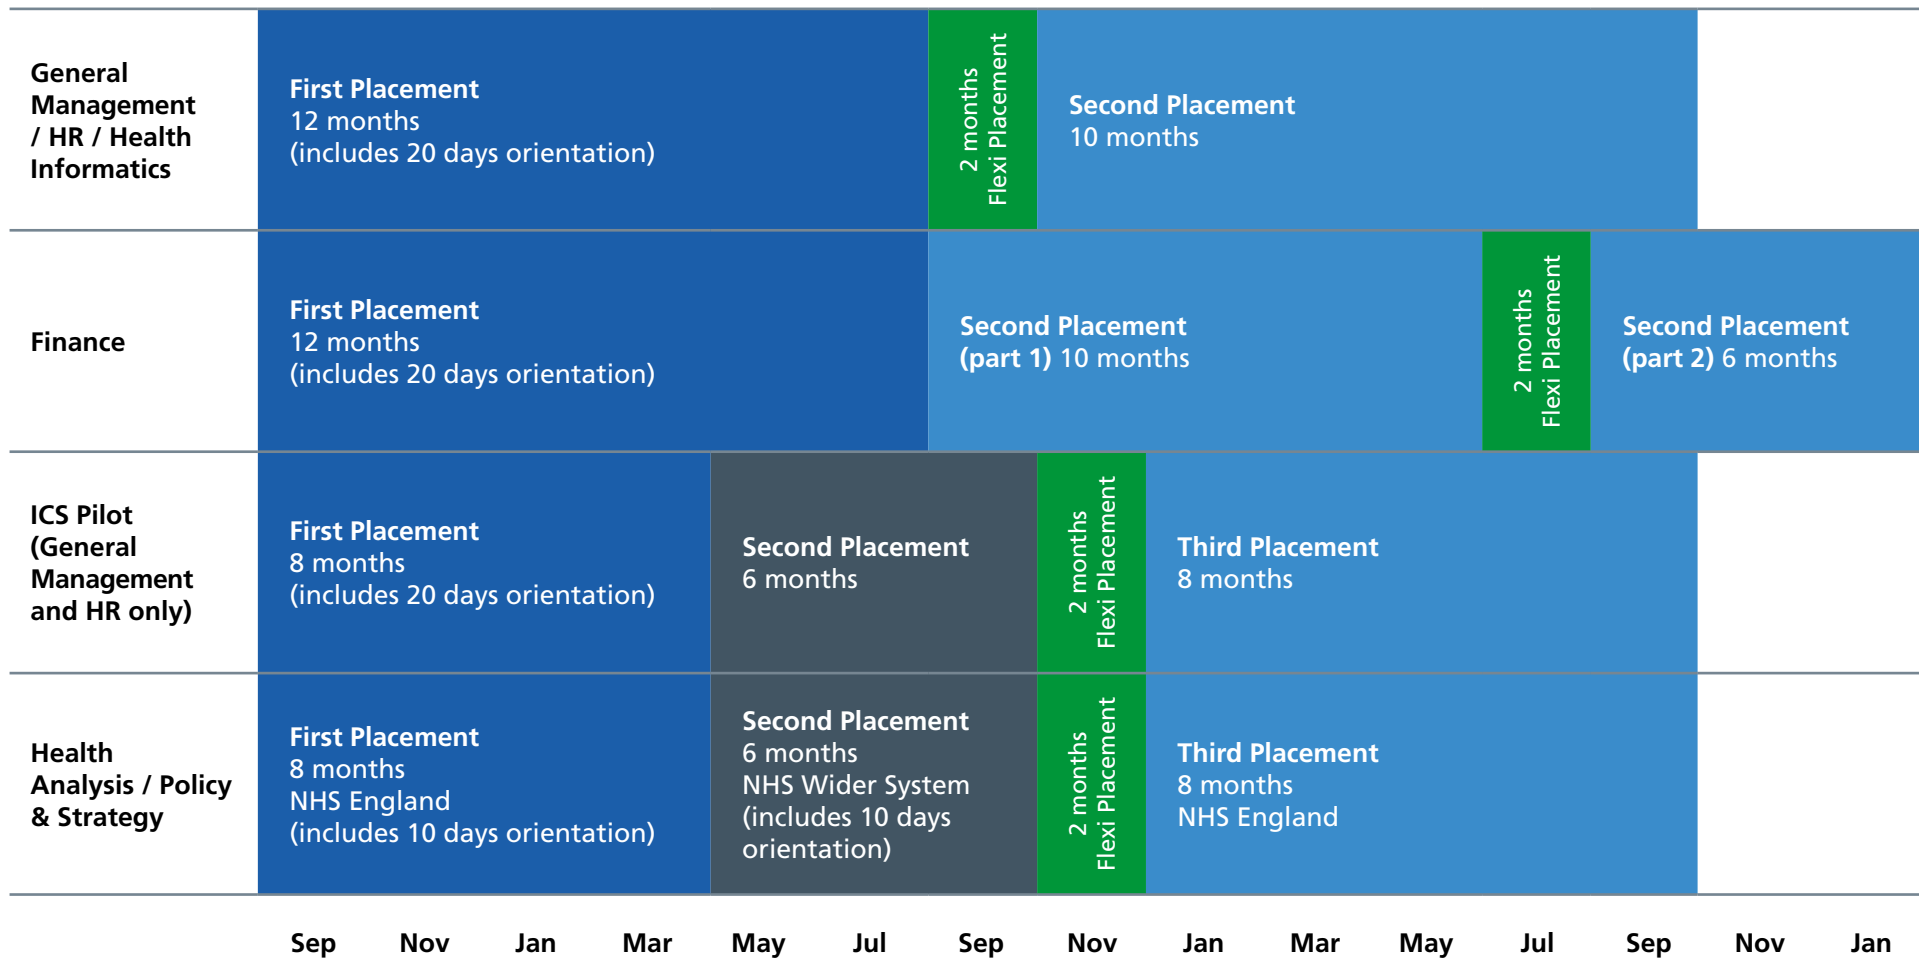 General
Management
/ HR / Health
Informatics
First Placement
12 months
(includes 20 days orientation)
2 months
Flexi Placement
Second Placement
10 months
Finance
First Placement
12 months
(includes 20 days orientation)
Second Placement
(part 1) 10 months
2 months
Flexi Placement
Second Placement
(part 2) 6 months
ICS Pilot
(General
Management
and HR only)
First Placement
8 months
(includes 20 days orientation)
Second Placement
6 months
2 months
Flexi Placement
Third Placement
8 months
Health
Analysis / Policy
& Strategy
First Placement
8 months
NHS England
(includes 10 days orientation)
Second Placement
6 months
NHS Wider System
(includes 10 days
orientation)
2 months
Flexi Placement
Third Placement
8 months
NHS England
Sep Nov Jan Mar May Jul Sep Nov Jan Mar May Jul Sep Nov Jan